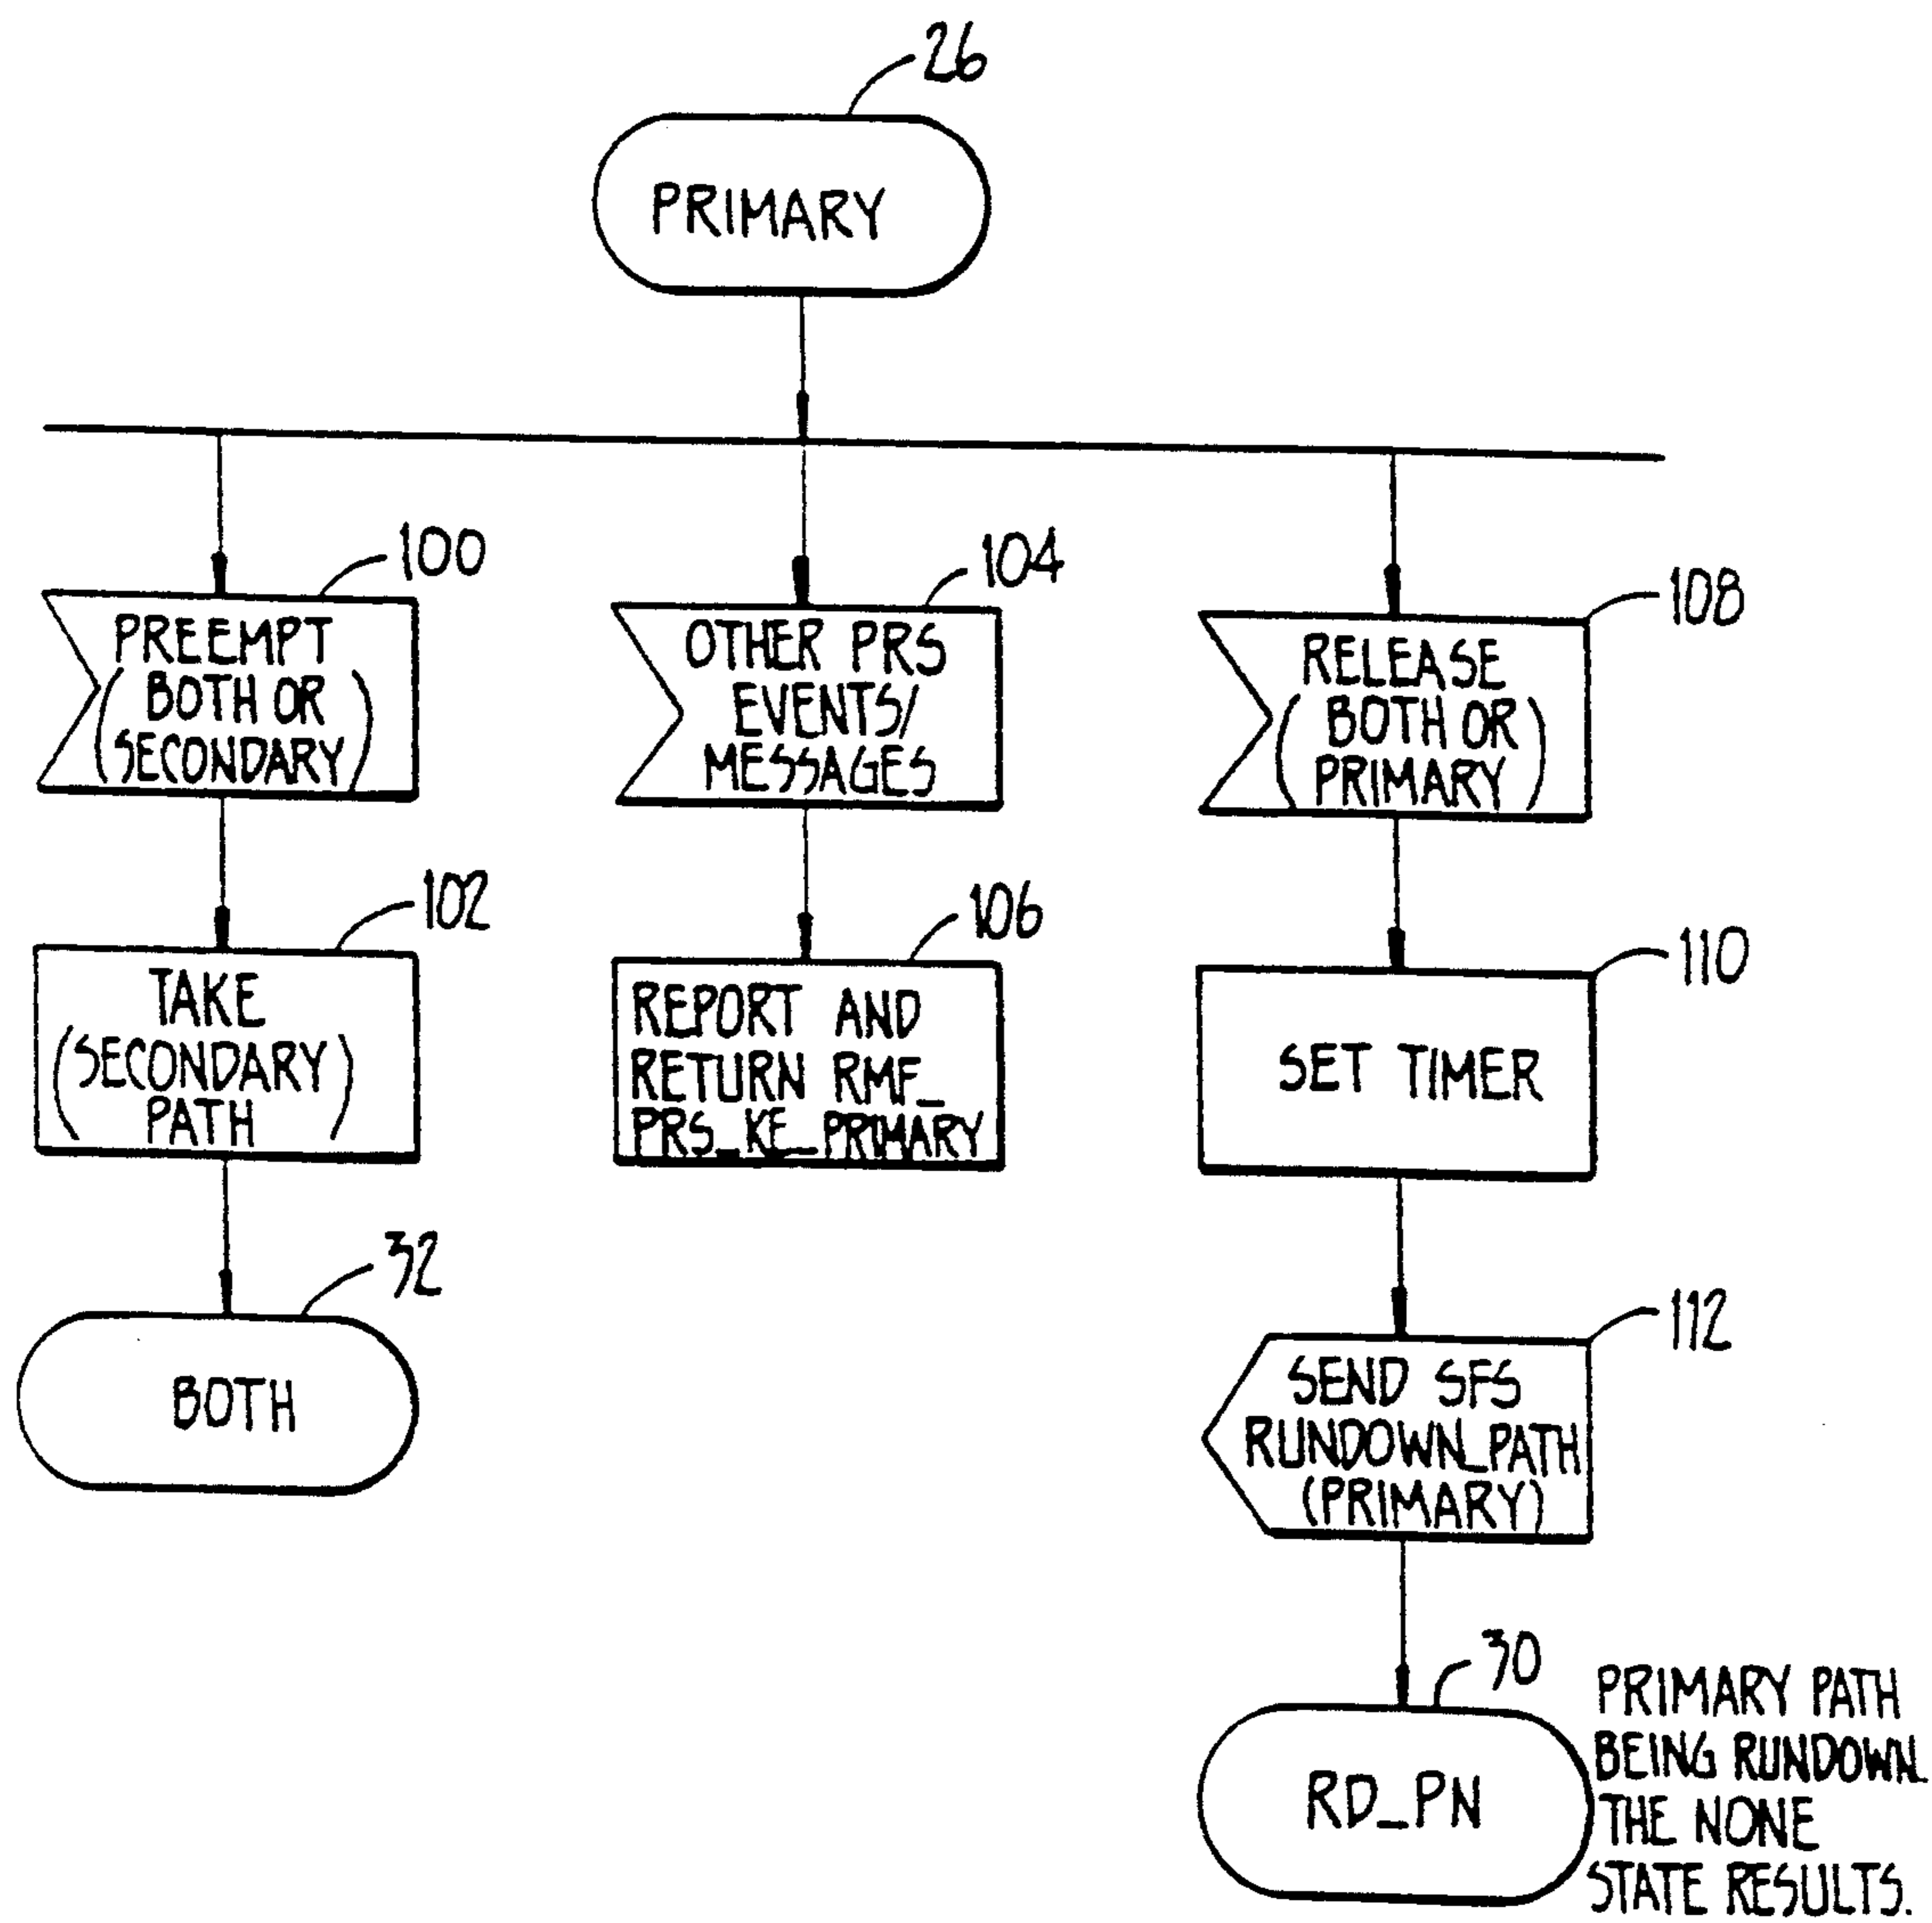 26
PRIMARY
100
PREEMPT
( BOTH OR
SECONDARY )
104
OTHER PRS
EVENTS/
MESSAGES
108
RELEASE
( BOTH OR
PRIMARY )
102
TAKE
( SECONDARY )
PATH
106
REPORT AND
RETURN RMF_
PRS_KE_PRIMARY
110
SET TIMER
32
BOTH
112
SEND SFS
RUNDOWN_PATH
(PRIMARY)
30
RD_PN
PRIMARY PATH
BEING RUNDOWN.
THE NONE
STATE RESULTS.